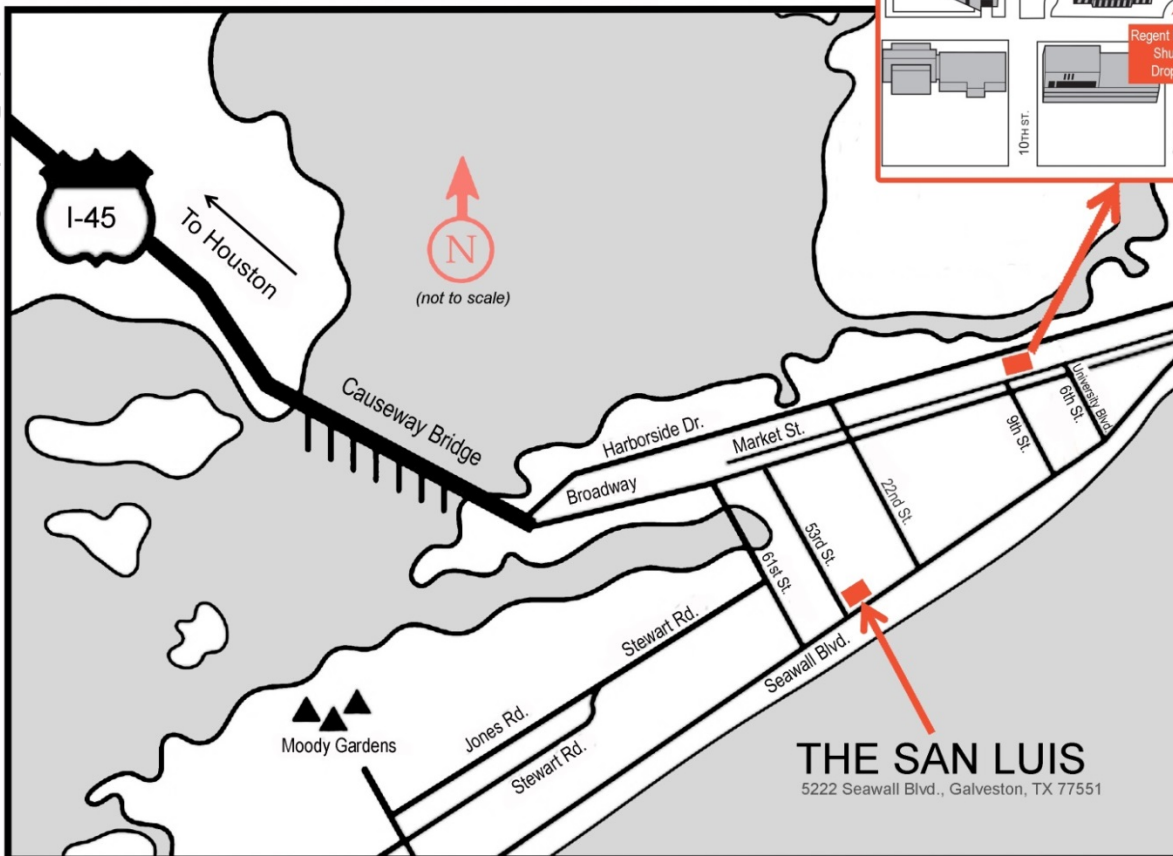 Regent
Shu
Drop
10TH ST.
I-45
To Houston
N
(not to scale)
Causeway Bridge
Harborside Dr.
Market St.
Broadway
University Blvd.
6th St.
9th St.
22nd St.
53rd St.
61st St.
Stewart Rd.
Seawall Blvd.
Jones Rd.
Stewart Rd.
Moody Gardens
THE SAN LUIS
5222 Seawall Blvd., Galveston, TX 77551